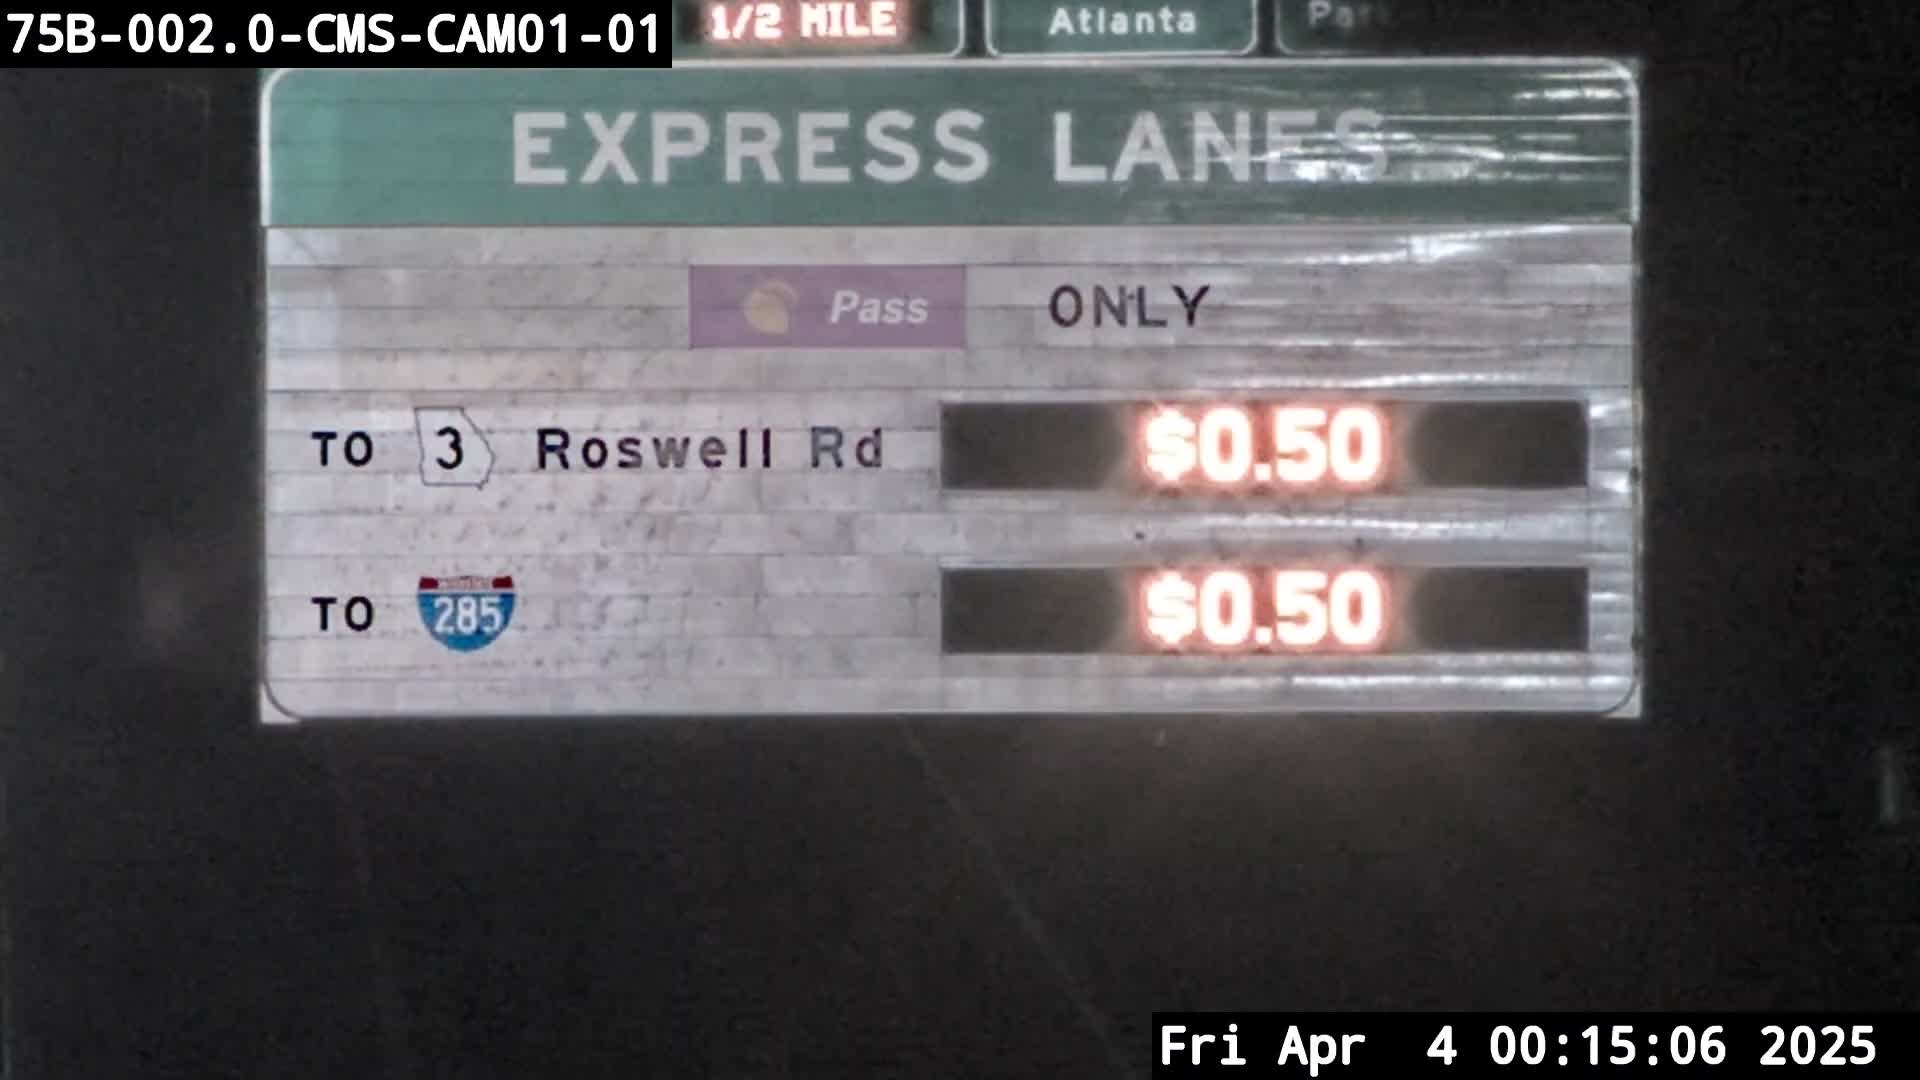 75B-002.0-CMS-CAM01-01
1/2 MILE
Atlanta
EXPRESS LANES
Pass ONLY
TO 3 Roswell Rd $0.50
TO 285 $0.50
Fri Apr 4 00:15:06 2025